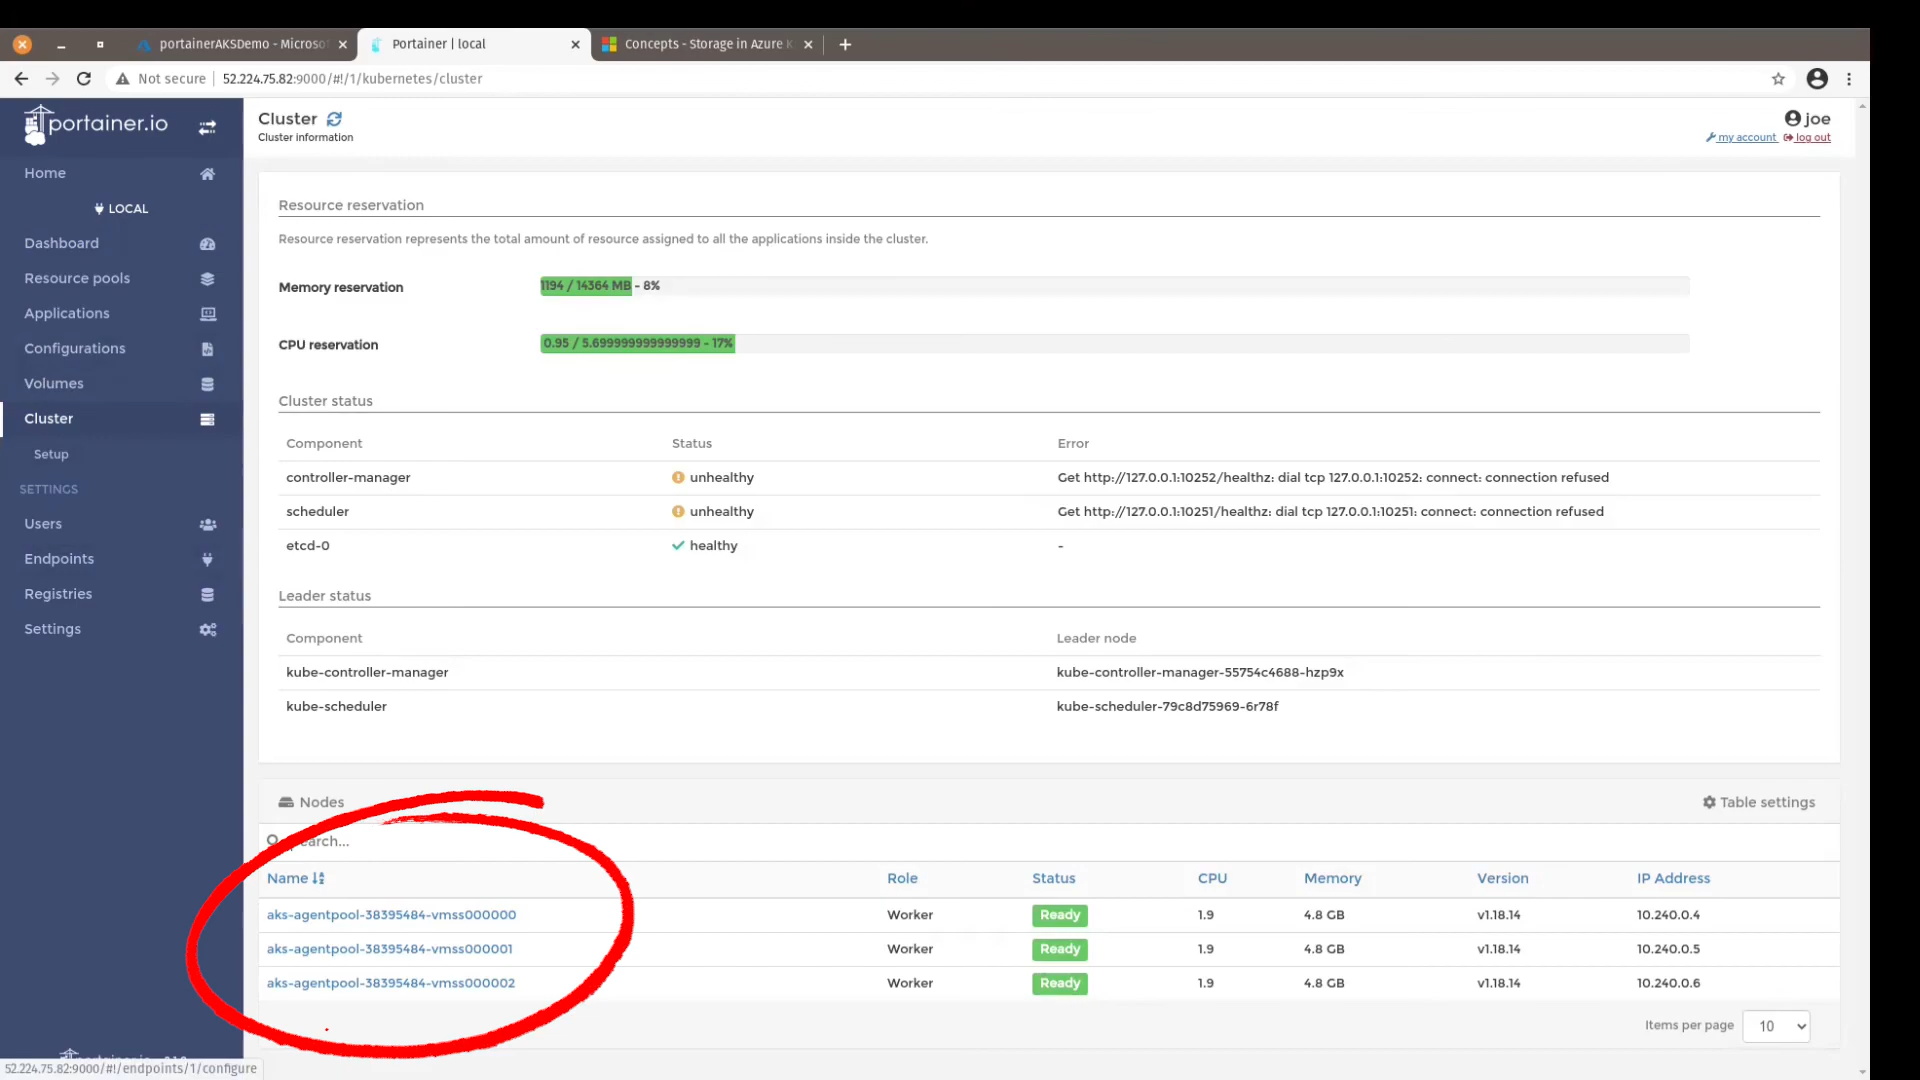 portainerAKSDemo - Microso
Portainer | local
Concepts - Storage in Azure K
Not secure
52.224.75.82:9000/#!/1/kubernetes/cluster
portainer.io
Home
LOCAL
Dashboard
Resource pools
Applications
Configurations
Volumes
Cluster
Setup
SETTINGS
Users
Endpoints
Registries
Settings
Cluster
Cluster information
joe
my account log out
Resource reservation
Resource reservation represents the total amount of resource assigned to all the applications inside the cluster.
Memory reservation 1194 / 14364 MB - 8%
CPU reservation 0.95 / 5.699999999999999 - 17%
Cluster status
Component Status Error
controller-manager unhealthy Get http://127.0.0.1:10252/healthz: dial tcp 127.0.0.1:10252: connect: connection refused
scheduler unhealthy Get http://127.0.0.1:10251/healthz: dial tcp 127.0.0.1:10251: connect: connection refused
etcd-0 healthy -
Leader status
Component Leader node
kube-controller-manager kube-controller-manager-55754c4688-hzp9x
kube-scheduler kube-scheduler-79c8d75969-6r78f
Nodes
Table settings
earch...
Name Role Status CPU Memory Version IP Address
aks-agentpool-38395484-vmss000000 Worker Ready 1.9 4.8 GB v1.18.14 10.240.0.4
aks-agentpool-38395484-vmss000001 Worker Ready 1.9 4.8 GB v1.18.14 10.240.0.5
aks-agentpool-38395484-vmss000002 Worker Ready 1.9 4.8 GB v1.18.14 10.240.0.6
Items per page 10
52.224.75.82:9000/#!/endpoints/1/configure